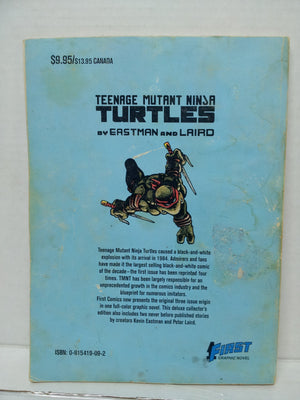 $9.95/$13.95 CANADA
TEENAGE MUTANT NINJA
TURTLES
BY EASTMAN AND LAIRD
Teenage Mutant Ninja Turtles caused a black-and-white
explosion with its arrival in 1984. Admirers and fans
have made it the largest selling black-and-white comic
of the decade - the first issue has been reprinted four
times. TMNT has been largely responsible for an
unprecedented growth in the comics industry and the
blueprint for numerous imitators.
First Comics now presents the original three issue origin
in one full-color graphic novel. This deluxe collector's
edition also includes two never before published stories
by creators Kevin Eastman and Peter Laird.
ISBN: 0-915419-09-2
FIRST
GRAPHIC NOVEL